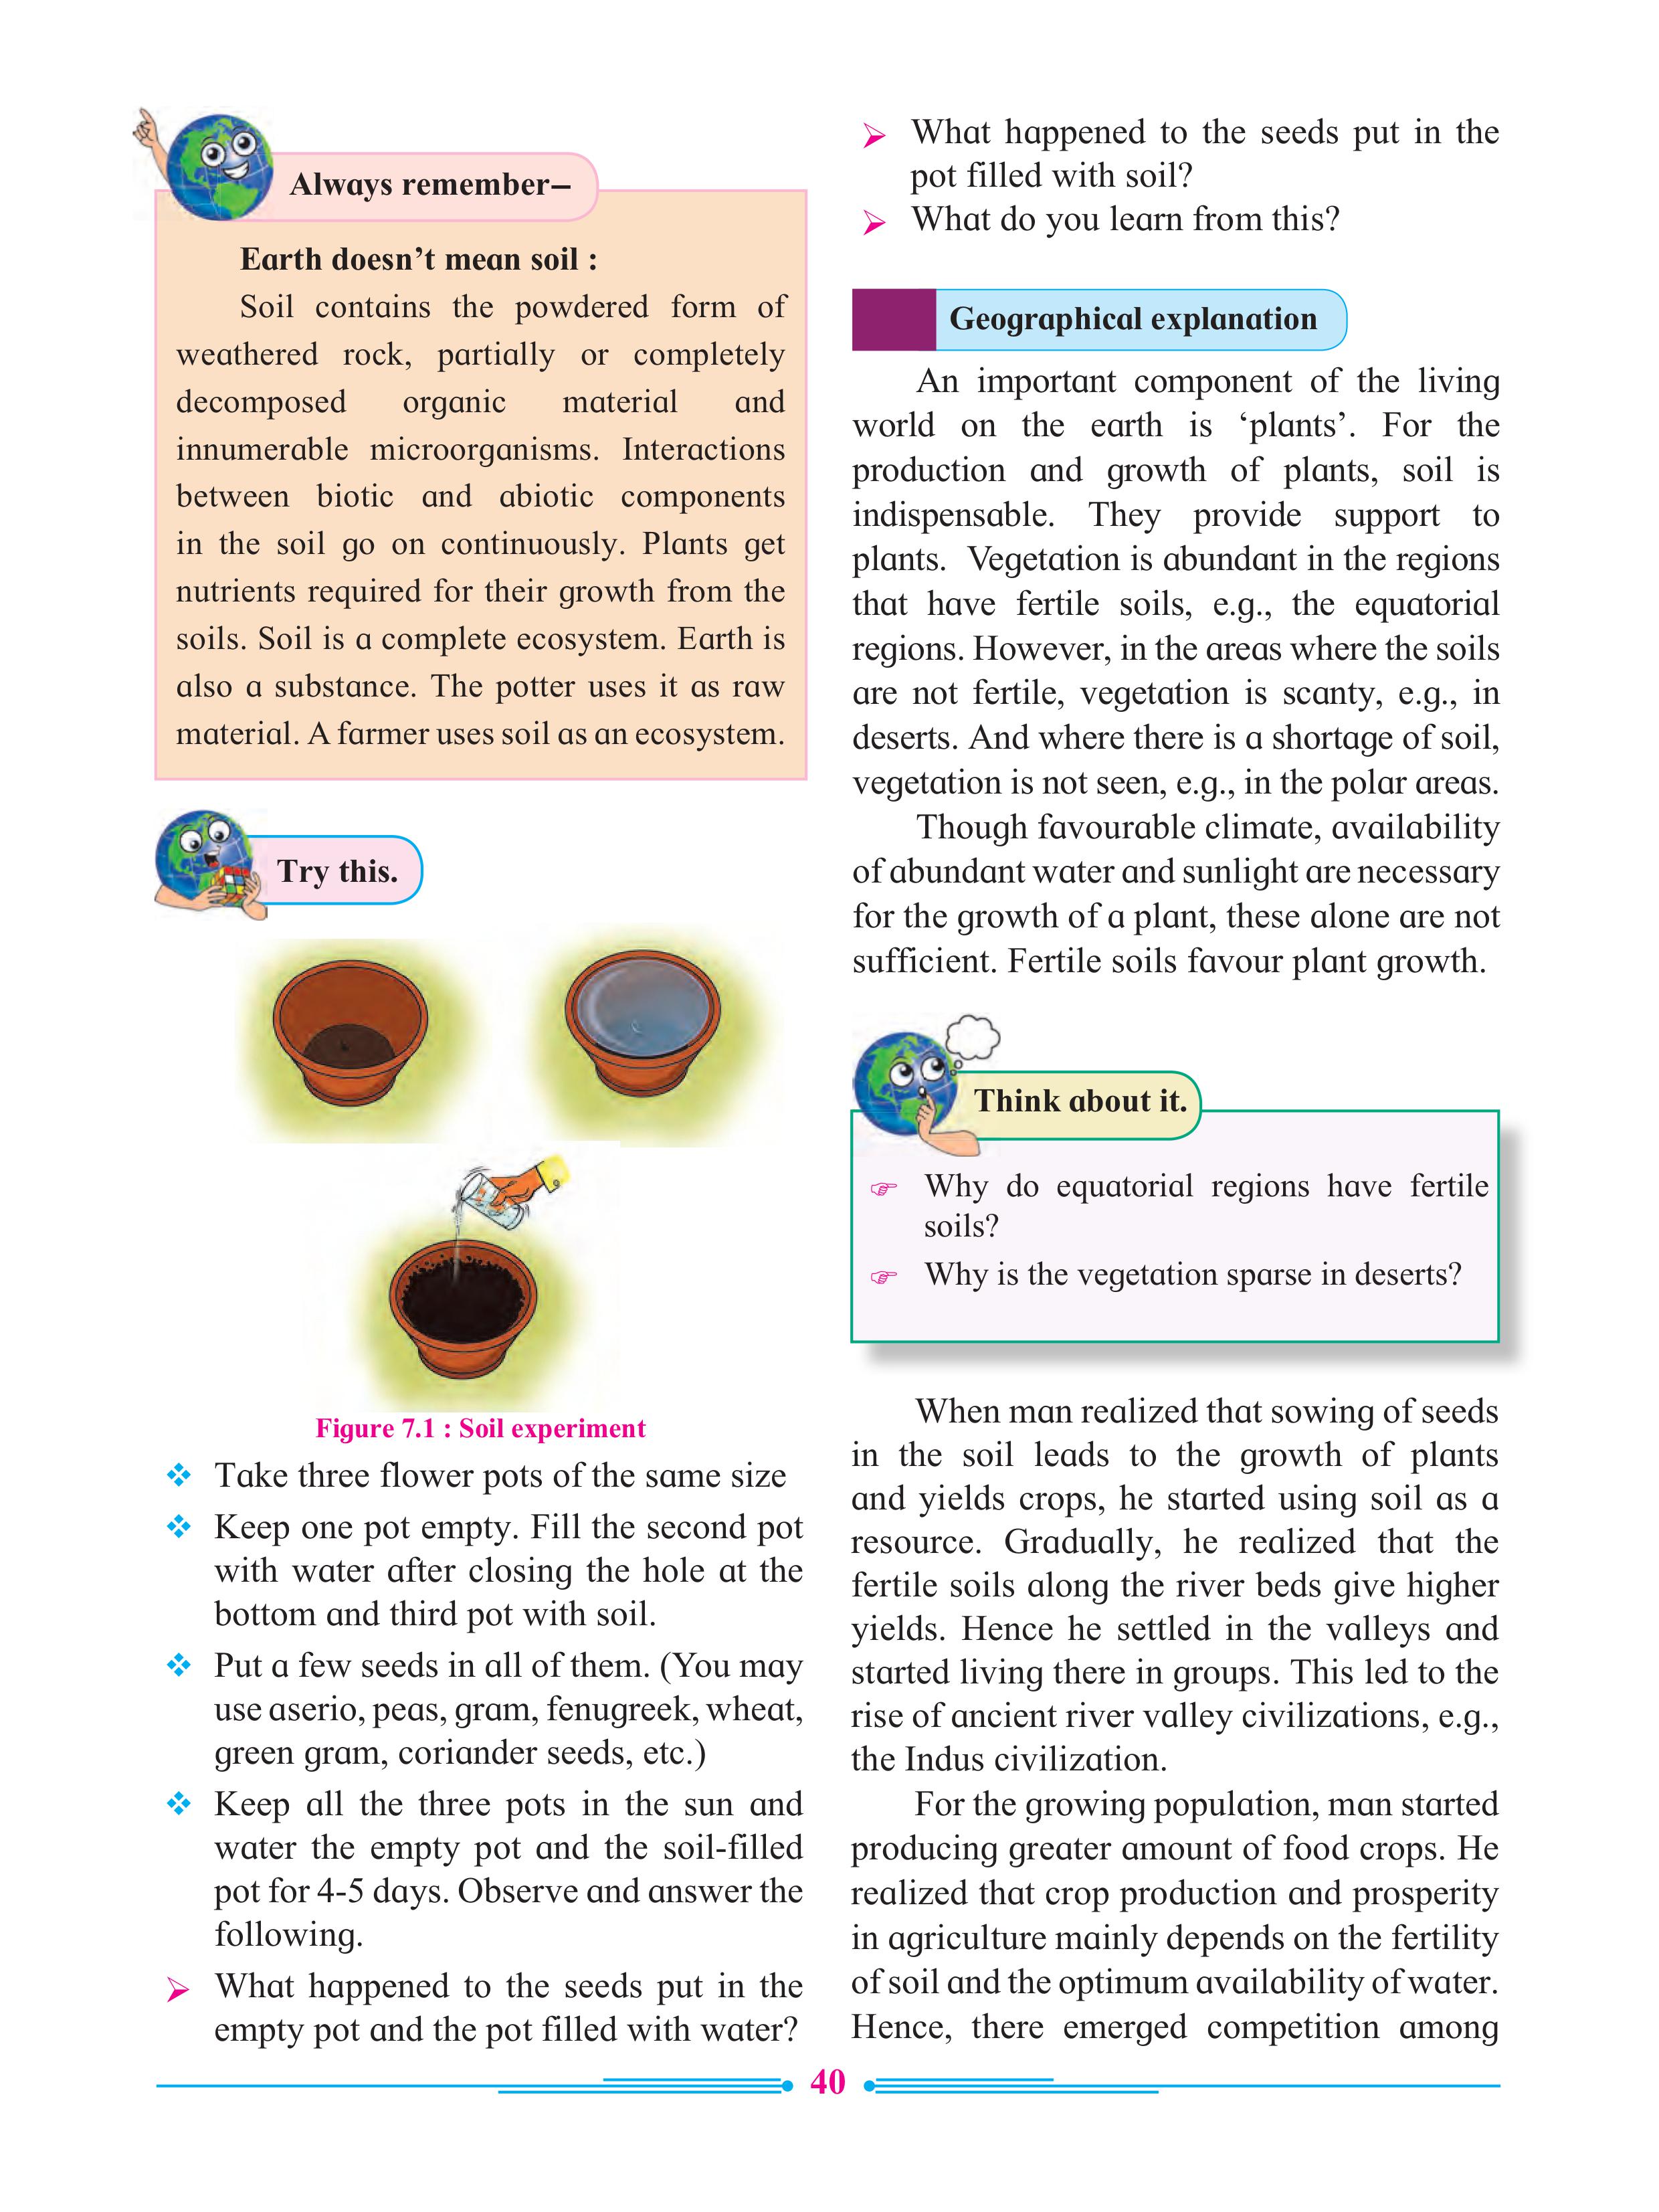 Always remember–
Earth doesn’t mean soil :
Soil contains the powdered form of
weathered rock, partially or completely
decomposed organic material and
innumerable microorganisms. Interactions
between biotic and abiotic components
in the soil go on continuously. Plants get
nutrients required for their growth from the
soils. Soil is a complete ecosystem. Earth is
also a substance. The potter uses it as raw
material. A farmer uses soil as an ecosystem.
Try this.
Figure 7.1 : Soil experiment
❖ Take three flower pots of the same size
❖ Keep one pot empty. Fill the second pot
with water after closing the hole at the
bottom and third pot with soil.
❖ Put a few seeds in all of them. (You may
use aserio, peas, gram, fenugreek, wheat,
green gram, coriander seeds, etc.)
❖ Keep all the three pots in the sun and
water the empty pot and the soil-filled
pot for 4-5 days. Observe and answer the
following.
➢ What happened to the seeds put in the
empty pot and the pot filled with water?
➢ What happened to the seeds put in the
pot filled with soil?
➢ What do you learn from this?
Geographical explanation
An important component of the living
world on the earth is ‘plants’. For the
production and growth of plants, soil is
indispensable. They provide support to
plants. Vegetation is abundant in the regions
that have fertile soils, e.g., the equatorial
regions. However, in the areas where the soils
are not fertile, vegetation is scanty, e.g., in
deserts. And where there is a shortage of soil,
vegetation is not seen, e.g., in the polar areas.
Though favourable climate, availability
of abundant water and sunlight are necessary
for the growth of a plant, these alone are not
sufficient. Fertile soils favour plant growth.
Think about it.
☞ Why do equatorial regions have fertile
soils?
☞ Why is the vegetation sparse in deserts?
When man realized that sowing of seeds
in the soil leads to the growth of plants
and yields crops, he started using soil as a
resource. Gradually, he realized that the
fertile soils along the river beds give higher
yields. Hence he settled in the valleys and
started living there in groups. This led to the
rise of ancient river valley civilizations, e.g.,
the Indus civilization.
For the growing population, man started
producing greater amount of food crops. He
realized that crop production and prosperity
in agriculture mainly depends on the fertility
of soil and the optimum availability of water.
Hence, there emerged competition among
40